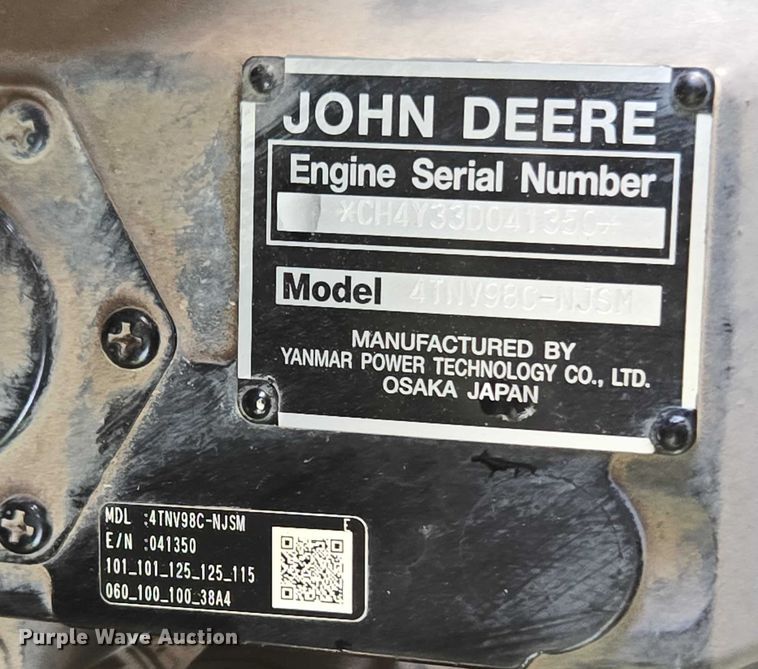 JOHN DEERE
Engine Serial Number
*CH4Y33D041350*
Model 4TNV98C-NJSM
MANUFACTURED BY
YANMAR POWER TECHNOLOGY CO., LTD.
OSAKA JAPAN
MDL :4TNV98C-NJSM
F
E/N :041350
101_101_125_125_115
060_100_100_38A4
Purple Wave Auction